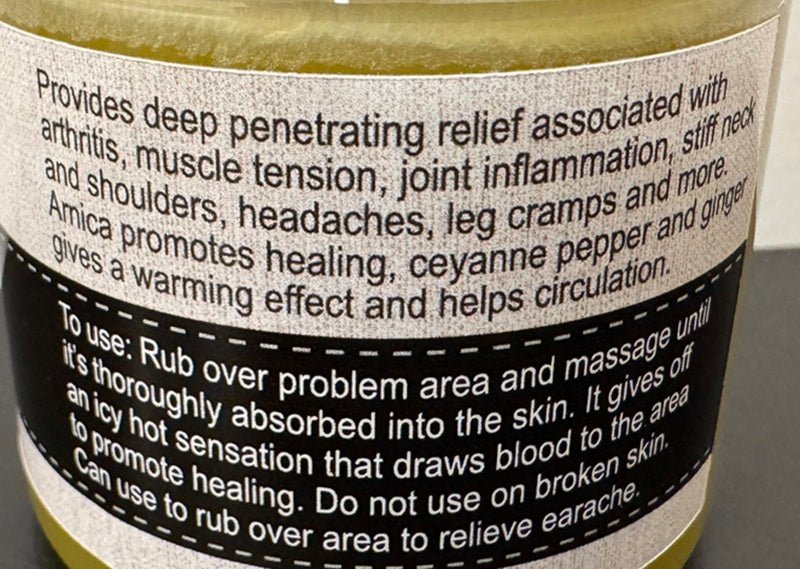 Provides deep penetrating relief associated with
arthritis, muscle tension, joint inflammation, stiff neck
and shoulders, headaches, leg cramps and more.
Arnica promotes healing, ceyanne pepper and ginger
gives a warming effect and helps circulation.
To use: Rub over problem area and massage until
it's thoroughly absorbed into the skin. It gives off
an icy hot sensation that draws blood to the area
to promote healing. Do not use on broken skin.
Can use to rub over area to relieve earache.